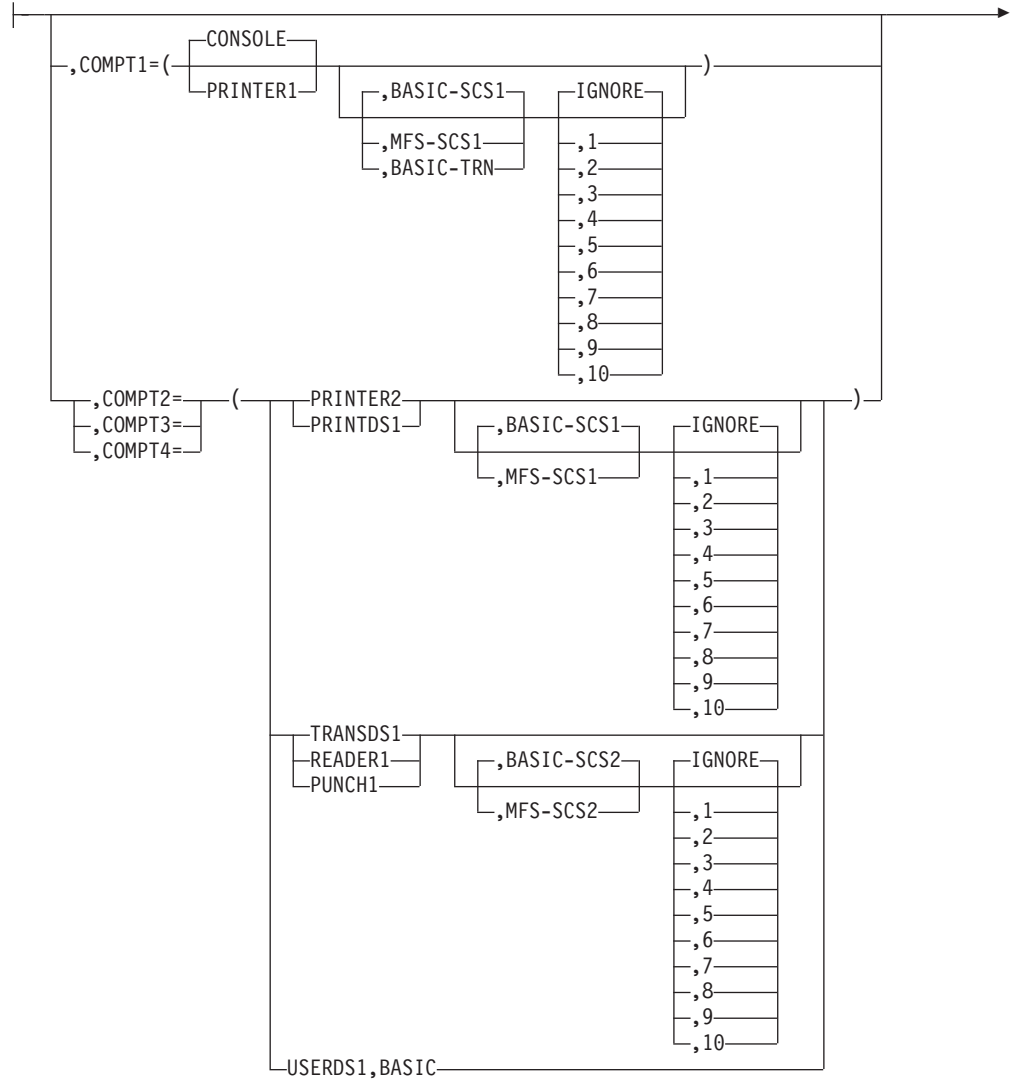 CONSOLE
,COMPT1=( )
PRINTER1
,BASIC-SCS1 IGNORE
,MFS-SCS1 ,1
,BASIC-TRN ,2
,3
,4
,5
,6
,7
,8
,9
,10
,COMPT2= ( PRINTER2 )
,COMPT3= PRINTDS1 ,BASIC-SCS1 IGNORE
,COMPT4=
,MFS-SCS1 ,1
,2
,3
,4
,5
,6
,7
,8
,9
,10
TRANSDS1
READER1 ,BASIC-SCS2 IGNORE
PUNCH1
,MFS-SCS2 ,1
,2
,3
,4
,5
,6
,7
,8
,9
,10
USERDS1,BASIC